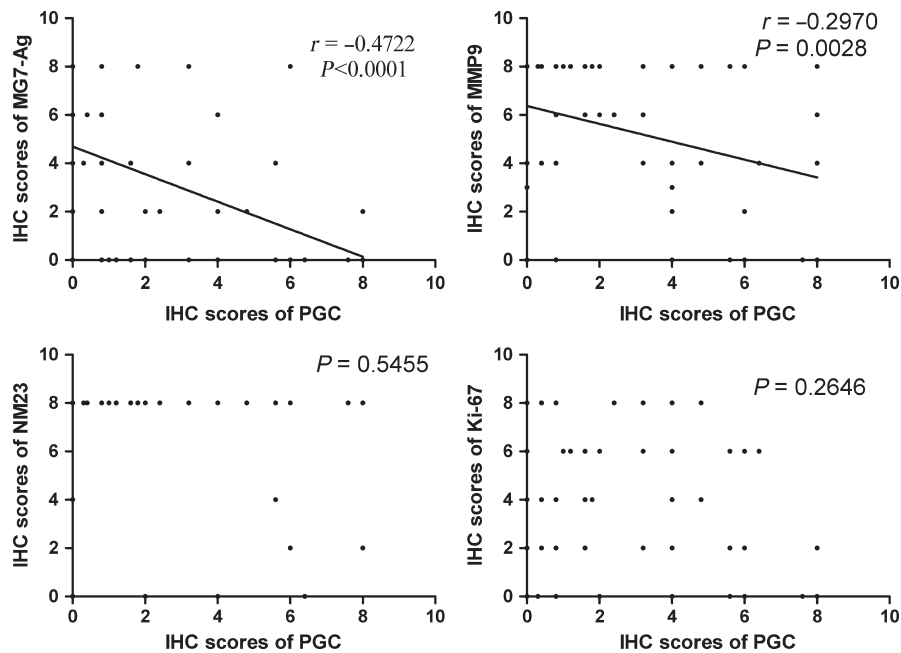 10
8
6
4
2
0
IHC scores of MG7-Ag
r = −0.4722
P<0.0001
0 2 4 6 8 10
IHC scores of PGC
10
8
6
4
2
0
IHC scores of MMP9
r = −0.2970
P = 0.0028
0 2 4 6 8 10
IHC scores of PGC
10
8
6
4
2
0
IHC scores of NM23
P = 0.5455
0 2 4 6 8 10
IHC scores of PGC
10
8
6
4
2
0
IHC scores of Ki-67
P = 0.2646
0 2 4 6 8 10
IHC scores of PGC